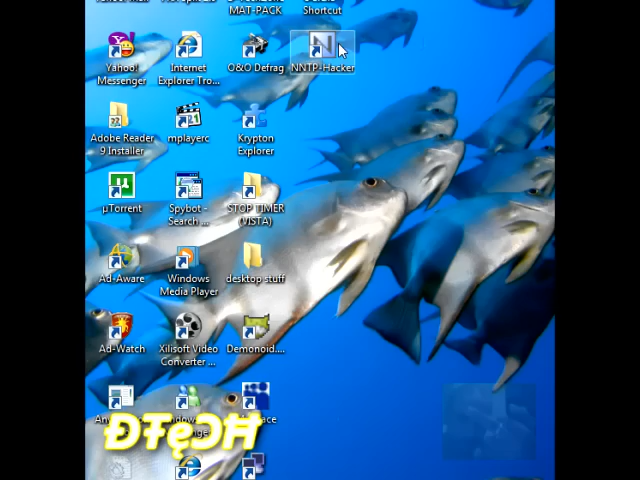 MAT-PACK
Shortcut
Yahoo!
Messenger
Internet
Explorer Tro...
O&O Defrag
NNTP-Hacker
Adobe Reader
9 Installer
mplayerc
Krypton
Explorer
µTorrent
Spybot -
Search ...
STOP TIMER
(VISTA)
Ad-Aware
Windows
Media Player
desktop stuff
Ad-Watch
Xilisoft Video
Converter ...
Demonoid....
ĐŦęƆĦ